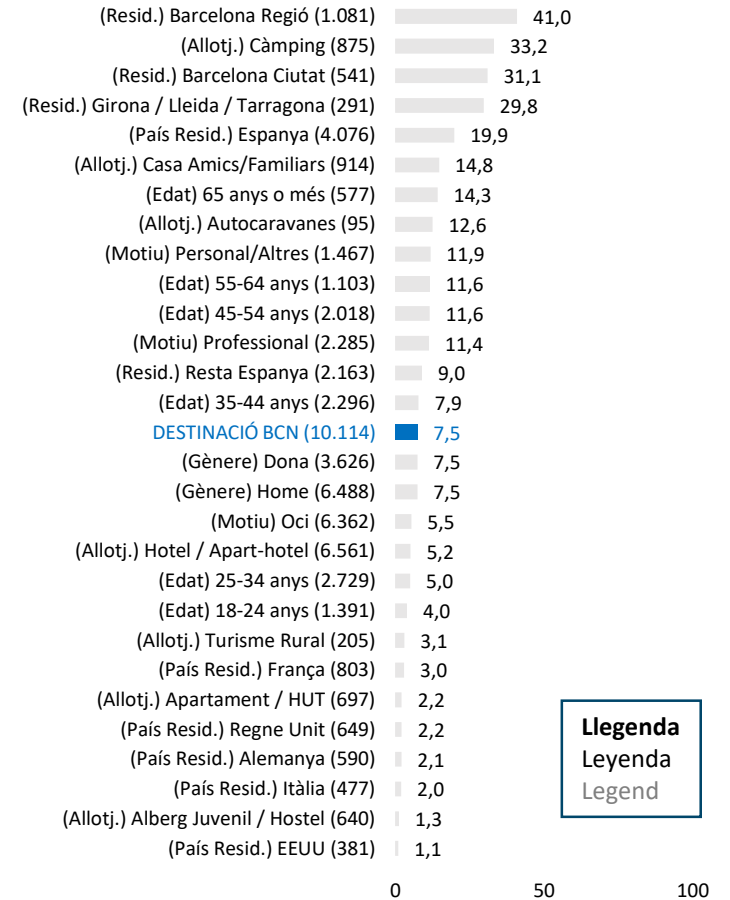 (Resid.) Barcelona Regió (1.081) 41,0
(Allotj.) Càmping (875) 33,2
(Resid.) Barcelona Ciutat (541) 31,1
(Resid.) Girona / Lleida / Tarragona (291) 29,8
(País Resid.) Espanya (4.076) 19,9
(Allotj.) Casa Amics/Familiars (914) 14,8
(Edat) 65 anys o més (577) 14,3
(Allotj.) Autocaravanes (95) 12,6
(Motiu) Personal/Altres (1.467) 11,9
(Edat) 55-64 anys (1.103) 11,6
(Edat) 45-54 anys (2.018) 11,6
(Motiu) Professional (2.285) 11,4
(Resid.) Resta Espanya (2.163) 9,0
(Edat) 35-44 anys (2.296) 7,9
DESTINACIÓ BCN (10.114) 7,5
(Gènere) Dona (3.626) 7,5
(Gènere) Home (6.488) 7,5
(Motiu) Oci (6.362) 5,5
(Allotj.) Hotel / Apart-hotel (6.561) 5,2
(Edat) 25-34 anys (2.729) 5,0
(Edat) 18-24 anys (1.391) 4,0
(Allotj.) Turisme Rural (205) 3,1
(País Resid.) França (803) 3,0
(Allotj.) Apartament / HUT (697) 2,2
(País Resid.) Regne Unit (649) 2,2
(País Resid.) Alemanya (590) 2,1
(País Resid.) Itàlia (477) 2,0
(Allotj.) Alberg Juvenil / Hostel (640) 1,3
(País Resid.) EEUU (381) 1,1
0 50 100
Llegenda
Leyenda
Legend